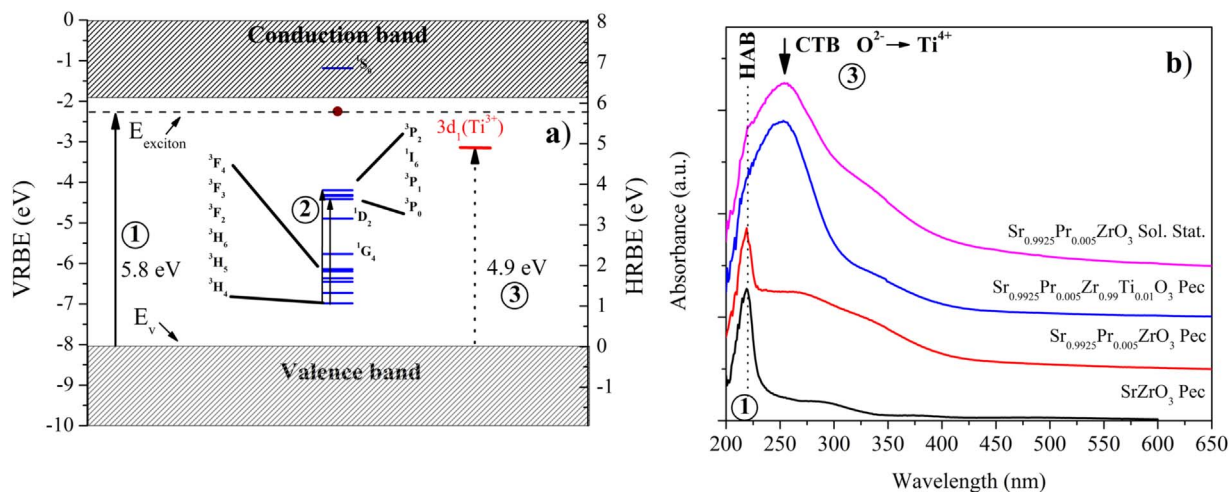 0
-1
-2
-3
-4
-5
-6
-7
-8
-9
-10
VRBE (eV)
8
7
6
5
4
3
2
1
0
-1
HRBE (eV)
Conduction band
¹S₀
E_exciton
a)
3d₁(Ti³⁺)
³P₂
¹I₆
³P₁
³P₀
³F₄
³F₃
³F₂
³H₆
³H₅
³H₄
②
¹D₂
¹G₄
①
5.8 eV
4.9 eV
③
E_v
Valence band
HAB
CTB O²⁻→ Ti⁴⁺
③
b)
Absorbance (a.u.)
Sr₀.₉₉₂₅Pr₀.₀₀₅ZrO₃ Sol. Stat.
Sr₀.₉₉₂₅Pr₀.₀₀₅Zr₀.₉₉Ti₀.₀₁O₃ Pec
Sr₀.₉₉₂₅Pr₀.₀₀₅ZrO₃ Pec
SrZrO₃ Pec
①
200 250 300 350 400 450 500 550 600 650
Wavelength (nm)